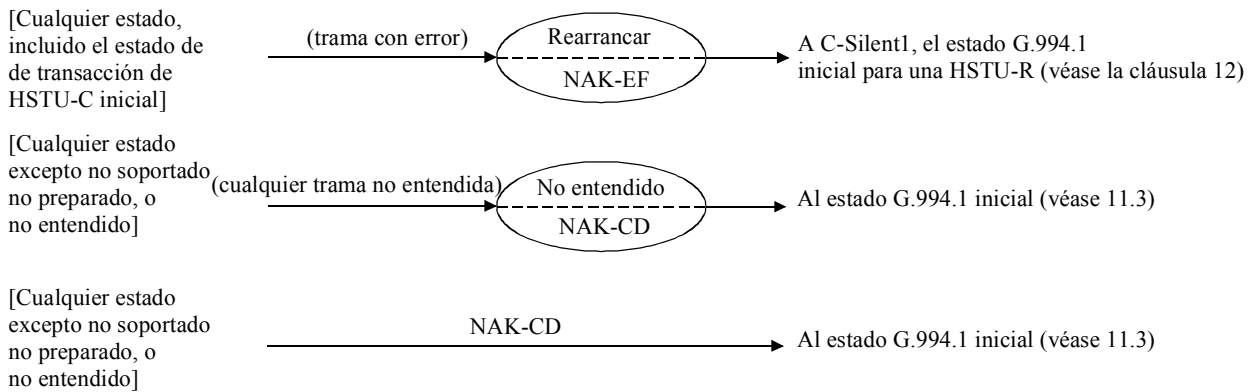 [Cualquier estado,
incluido el estado de
de transacción de
HSTU-C inicial]
(trama con error)
Rearrancar
NAK-EF
A C-Silent1, el estado G.994.1
inicial para una HSTU-R (véase la cláusula 12)
[Cualquier estado
excepto no soportado
no preparado, o
no entendido]
(cualquier trama no entendida)
No entendido
NAK-CD
Al estado G.994.1 inicial (véase 11.3)
[Cualquier estado
excepto no soportado
no preparado, o
no entendido]
NAK-CD
Al estado G.994.1 inicial (véase 11.3)